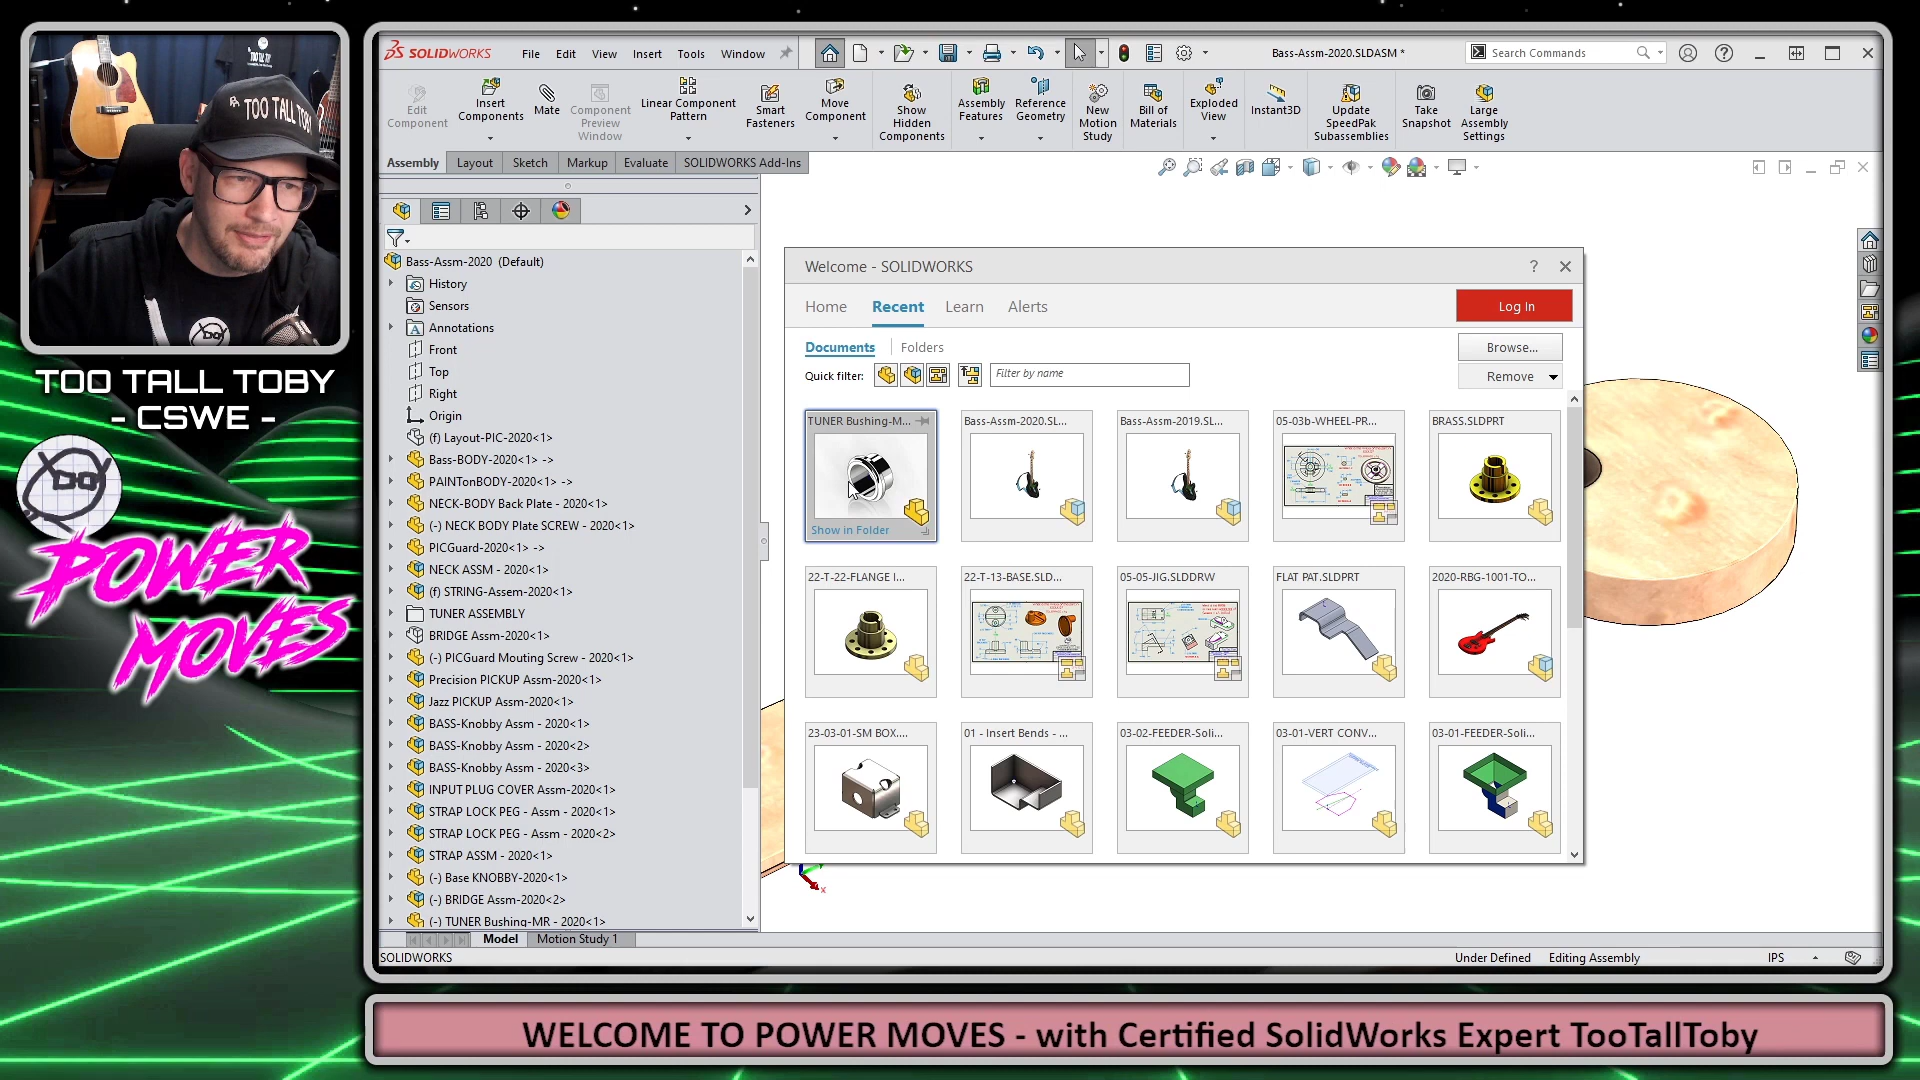 TOO TALL TOBY
TOO TALL TOBY
- CSWE -
POWER
MOVES
SOLIDWORKS
File
Edit
View
Insert
Tools
Window
Bass-Assm-2020.SLDASM *
Search Commands
Edit Component
Insert Components
Mate
Component Preview Window
Linear Component Pattern
Smart Fasteners
Move Component
Show Hidden Components
Assembly Features
Reference Geometry
New Motion Study
Bill of Materials
Exploded View
Instant3D
Update SpeedPak Subassemblies
Take Snapshot
Large Assembly Settings
Assembly
Layout
Sketch
Markup
Evaluate
SOLIDWORKS Add-Ins
Bass-Assm-2020 (Default)
History
Sensors
Annotations
Front
Top
Right
Origin
(f) Layout-PIC-2020<1>
Bass-BODY-2020<1> ->
PAINTonBODY-2020<1> ->
NECK-BODY Back Plate - 2020<1>
(-) NECK BODY Plate SCREW - 2020<1>
PICGuard-2020<1> ->
NECK ASSM - 2020<1>
(f) STRING-Assem-2020<1>
TUNER ASSEMBLY
BRIDGE Assm-2020<1>
(-) PICGuard Mouting Screw - 2020<1>
Precision PICKUP Assm-2020<1>
Jazz PICKUP Assm-2020<1>
BASS-Knobby Assm - 2020<1>
BASS-Knobby Assm - 2020<2>
BASS-Knobby Assm - 2020<3>
INPUT PLUG COVER Assm-2020<1>
STRAP LOCK PEG - Assm - 2020<1>
STRAP LOCK PEG - Assm - 2020<2>
STRAP ASSM - 2020<1>
(-) Base KNOBBY-2020<1>
(-) BRIDGE Assm-2020<2>
(-) TUNER Bushing-MR - 2020<1>
Welcome - SOLIDWORKS
?
Home
Recent
Learn
Alerts
Log In
Documents
Folders
Browse...
Quick filter:
Filter by name
Remove
TUNER Bushing-M...
Bass-Assm-2020.SL...
Bass-Assm-2019.SL...
05-03b-WHEEL-PR...
BRASS.SLDPRT
Show in Folder
22-T-22-FLANGE I...
22-T-13-BASE.SLD...
05-05-JIG.SLDDRW
FLAT PAT.SLDPRT
2020-RBG-1001-TO...
23-03-01-SM BOX....
01 - Insert Bends - ...
03-02-FEEDER-Soli...
03-01-VERT CONV...
03-01-FEEDER-Soli...
x
Model
Motion Study 1
SOLIDWORKS
Under Defined
Editing Assembly
IPS
WELCOME TO POWER MOVES - with Certified SolidWorks Expert TooTallToby